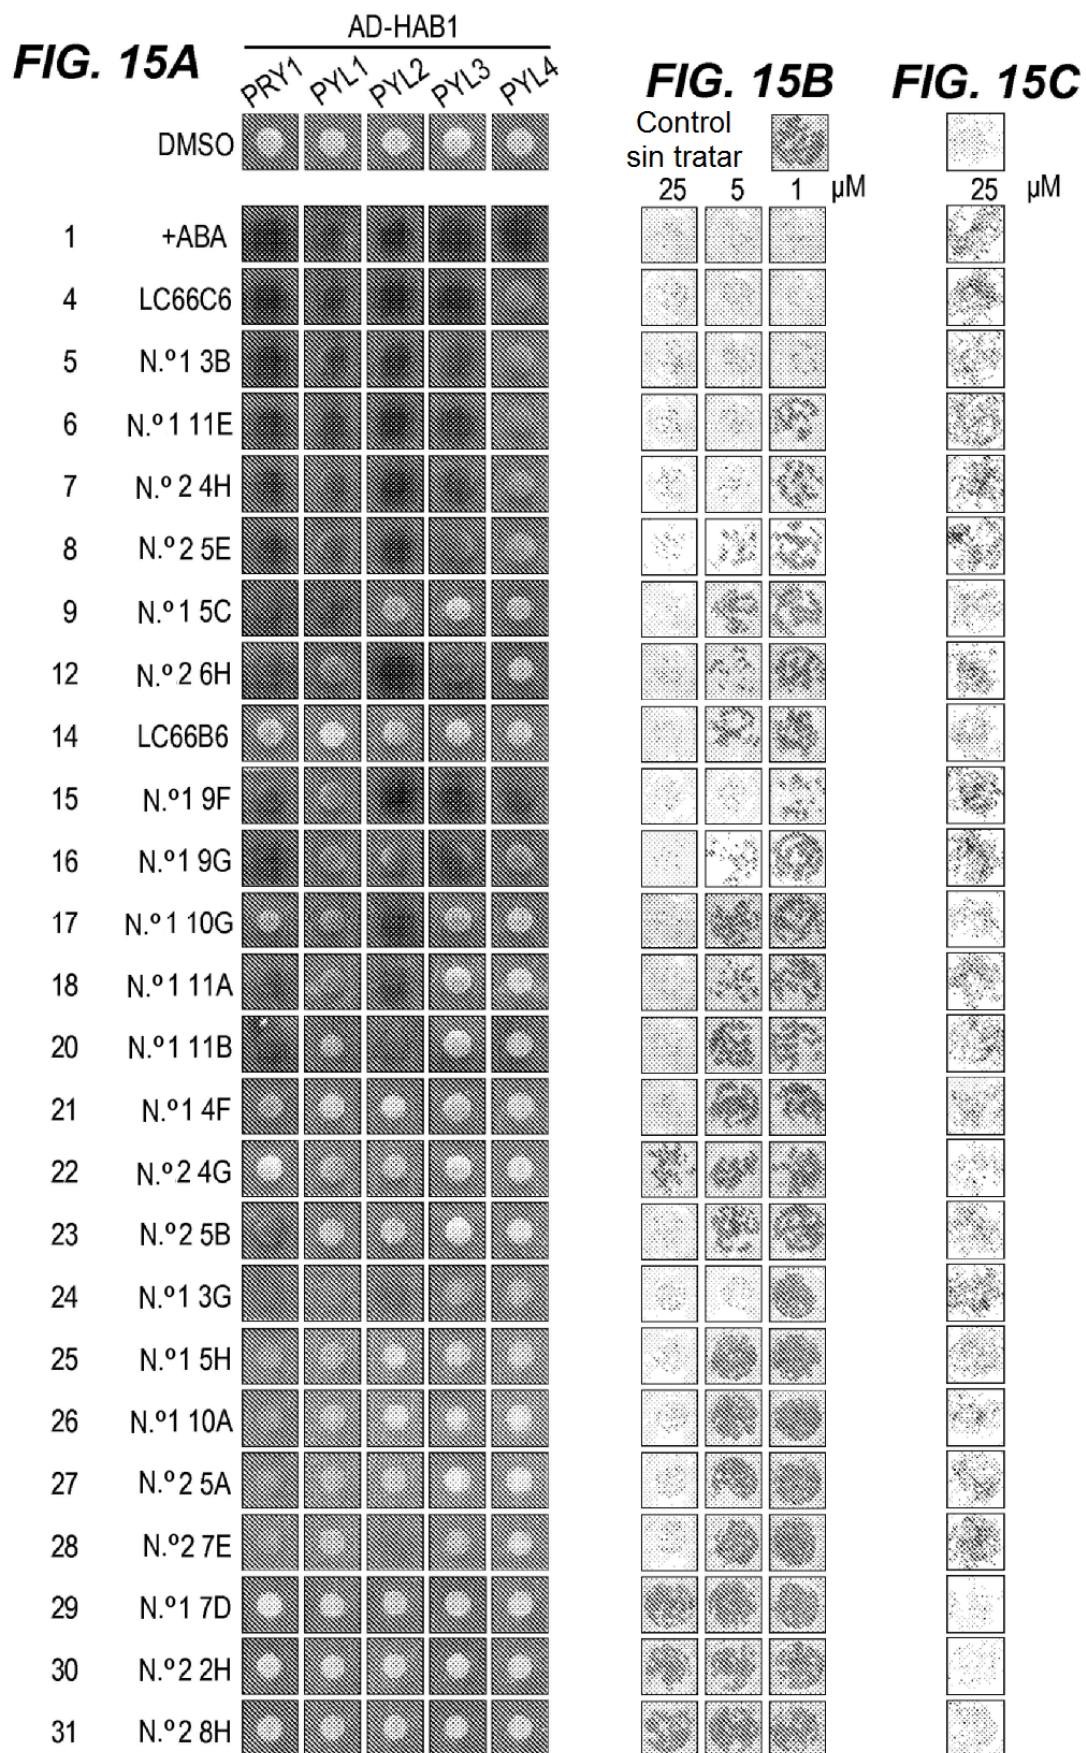 FIG. 15A
AD-HAB1
PRY1 PYL1 PYL2 PYL3 PYL4
FIG. 15B
FIG. 15C
DMSO
Control
sin tratar
25 5 1 µM
25 µM
1 +ABA
4 LC66C6
5 N.º1 3B
6 N.º1 11E
7 N.º2 4H
8 N.º2 5E
9 N.º1 5C
12 N.º2 6H
14 LC66B6
15 N.º1 9F
16 N.º1 9G
17 N.º1 10G
18 N.º1 11A
20 N.º1 11B
21 N.º1 4F
22 N.º2 4G
23 N.º2 5B
24 N.º1 3G
25 N.º1 5H
26 N.º1 10A
27 N.º2 5A
28 N.º2 7E
29 N.º1 7D
30 N.º2 2H
31 N.º2 8H